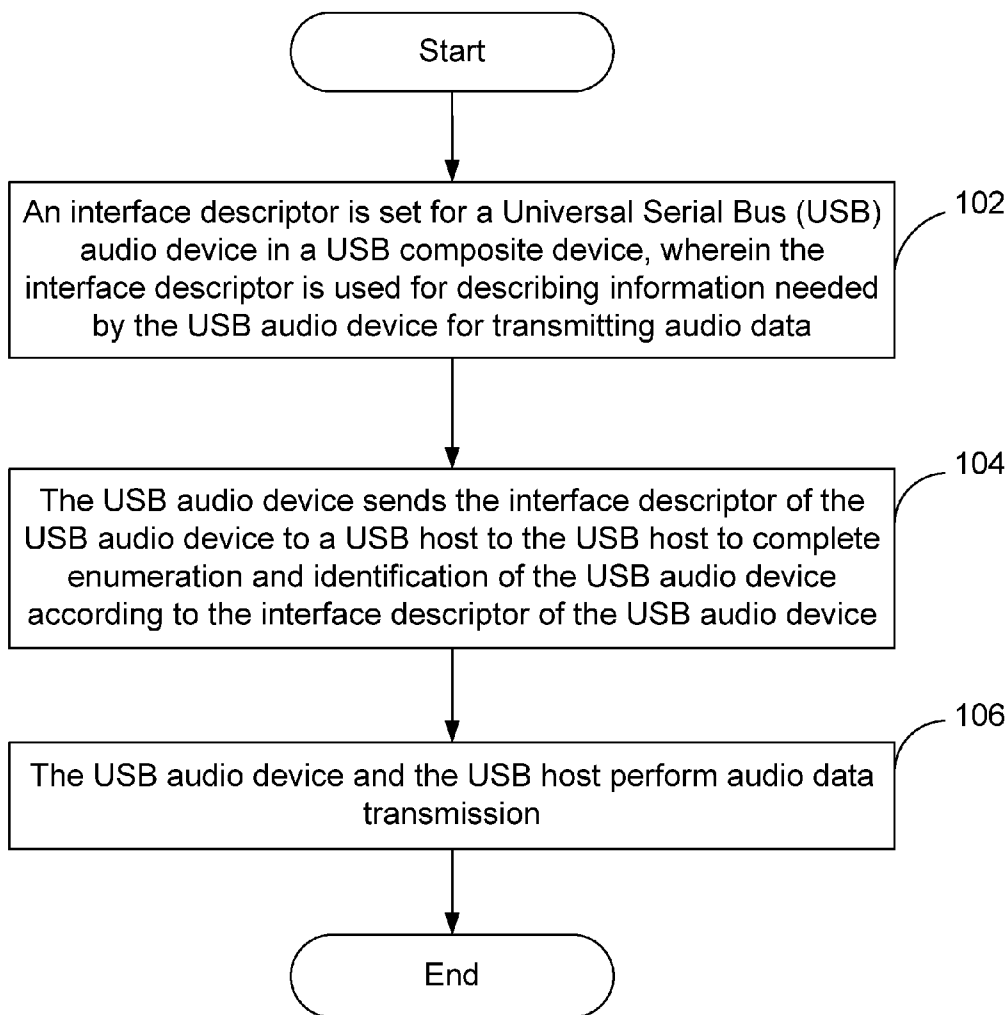 Start
An interface descriptor is set for a Universal Serial Bus (USB)
audio device in a USB composite device, wherein the
interface descriptor is used for describing information needed
by the USB audio device for transmitting audio data
102
The USB audio device sends the interface descriptor of the
USB audio device to a USB host to the USB host to complete
enumeration and identification of the USB audio device
according to the interface descriptor of the USB audio device
104
The USB audio device and the USB host perform audio data
transmission
106
End